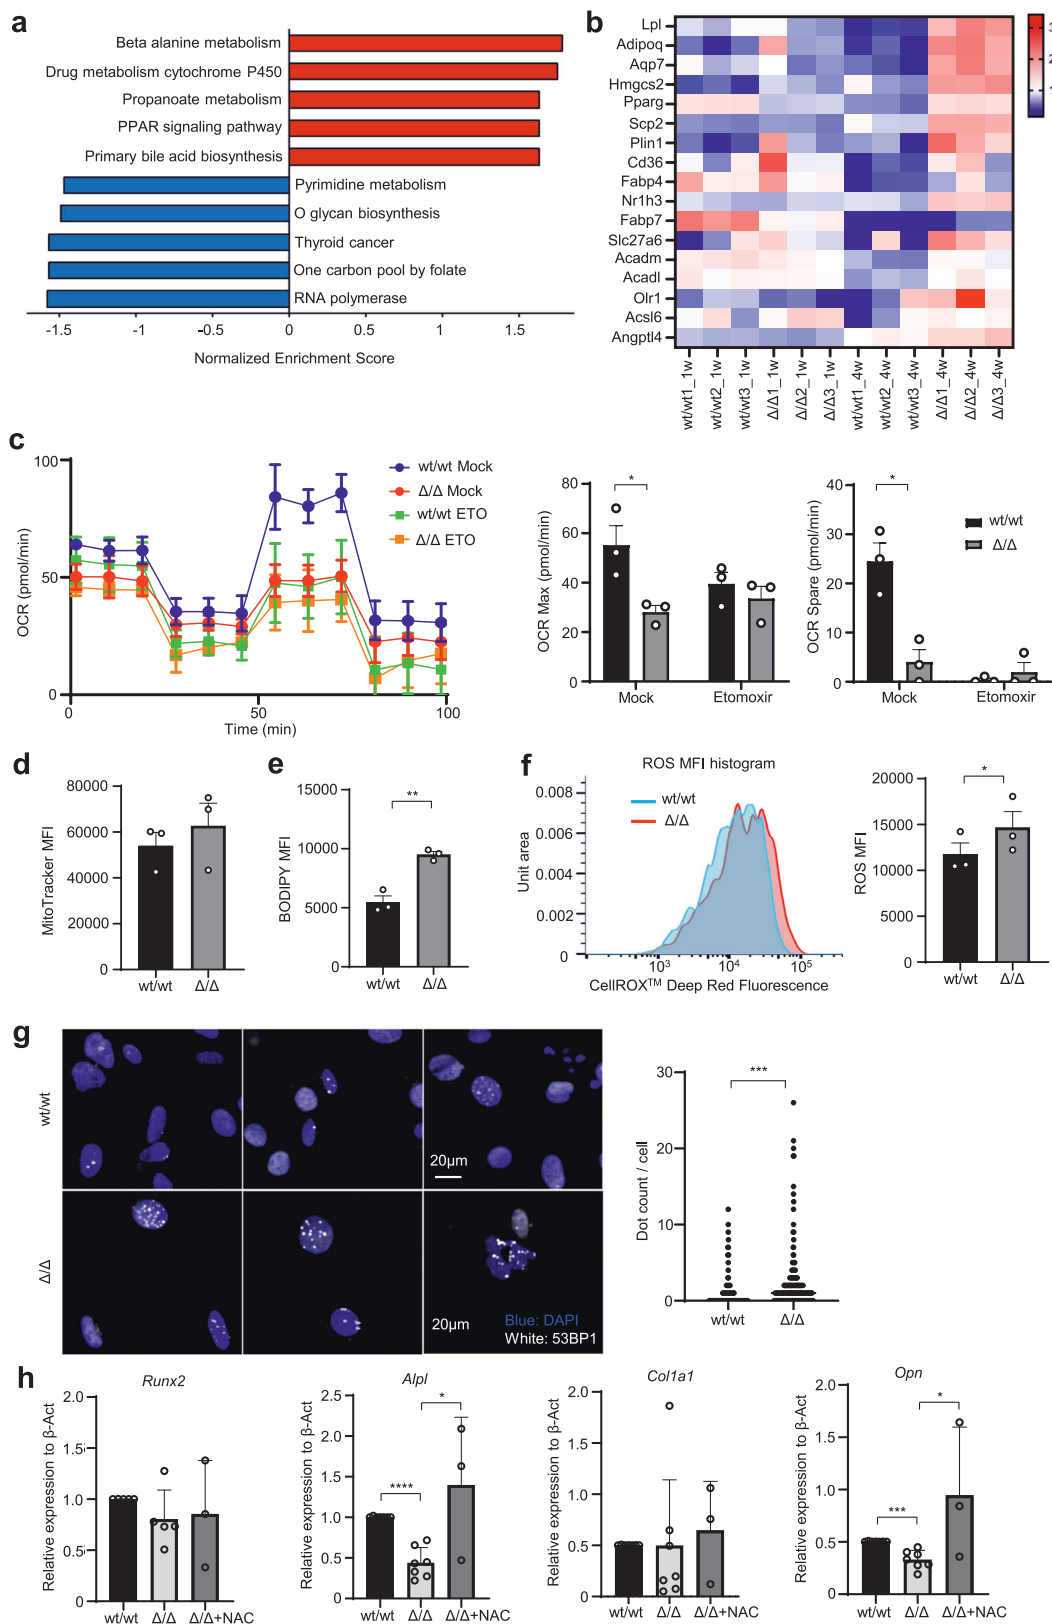 a
Beta alanine metabolism
Drug metabolism cytochrome P450
Propanoate metabolism
PPAR signaling pathway
Primary bile acid biosynthesis
Pyrimidine metabolism
O glycan biosynthesis
Thyroid cancer
One carbon pool by folate
RNA polymerase
-1.5 -1 -0.5 0 0.5 1 1.5
Normalized Enrichment Score
b
Lpl
Adipoq
Aqp7
Hmgcs2
Pparg
Scp2
Plin1
Cd36
Fabp4
Nr1h3
Fabp7
Slc27a6
Acadm
Acadl
Olr1
Acsl6
Angptl4
wt/wt1_1w
wt/wt2_1w
wt/wt3_1w
Δ/Δ1_1w
Δ/Δ2_1w
Δ/Δ3_1w
wt/wt1_4w
wt/wt2_4w
wt/wt3_4w
Δ/Δ1_4w
Δ/Δ2_4w
Δ/Δ3_4w
3
2
1
c
100
50
0
OCR (pmol/min)
0 50 100
Time (min)
wt/wt Mock
Δ/Δ Mock
wt/wt ETO
Δ/Δ ETO
80
60
40
20
0
OCR Max (pmol/min)
*
Mock Etomoxir
40
30
20
10
0
OCR Spare (pmol/min)
*
wt/wt
Δ/Δ
Mock Etomoxir
d
80000
60000
40000
20000
0
MitoTracker MFI
wt/wt Δ/Δ
e
15000
10000
5000
0
BODIPY MFI
**
wt/wt Δ/Δ
f
ROS MFI histogram
0.008
0.006
0.004
0.002
0
Unit area
wt/wt
Δ/Δ
10³ 10⁴ 10⁵
CellROX™ Deep Red Fluorescence
20000
15000
10000
5000
0
ROS MFI
*
wt/wt Δ/Δ
g
wt/wt
Δ/Δ
20μm
20μm
Blue: DAPI
White: 53BP1
30
20
10
0
Dot count / cell
***
wt/wt Δ/Δ
h
Runx2
2.0
1.5
1.0
0.5
0
Relative expression to β-Act
wt/wt Δ/Δ Δ/Δ+NAC
Alpl
2.5
2.0
1.5
1.0
0.5
0
Relative expression to β-Act
****
*
wt/wt Δ/Δ Δ/Δ+NAC
Col1a1
2.0
1.5
1.0
0.5
0
Relative expression to β-Act
wt/wt Δ/Δ Δ/Δ+NAC
Opn
2.0
1.5
1.0
0.5
0
Relative expression to β-Act
***
*
wt/wt Δ/Δ Δ/Δ+NAC